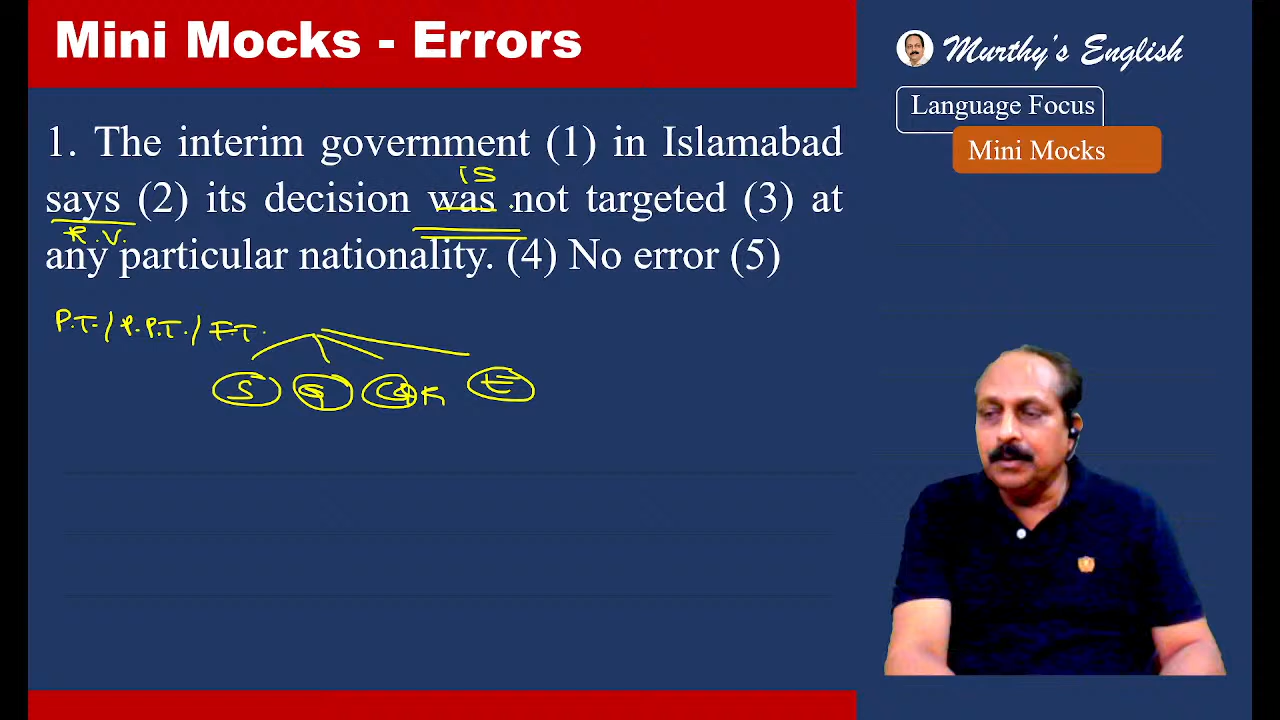 Mini Mocks - Errors
Murthy's English
Language Focus
Mini Mocks
1. The interim government (1) in Islamabad
is
says (2) its decision was not targeted (3) at
R.V.
any particular nationality. (4) No error (5)
P.T. / P.P.T. / F.T.
S
E